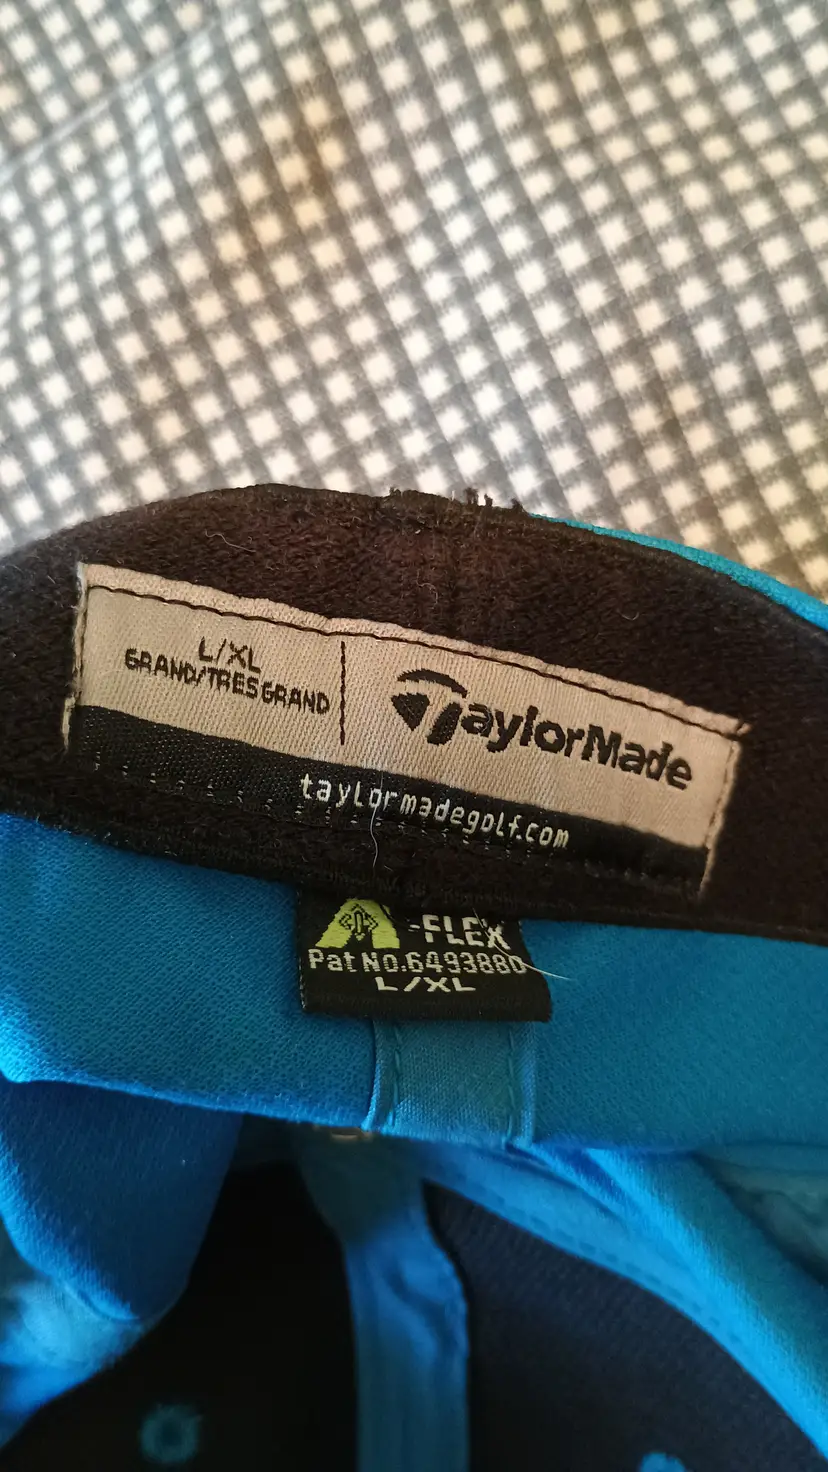 L/XL
GRAND/TRES GRAND
TaylorMade
taylormadegolf.com
A-FLEX
Pat No.6493880
L/XL